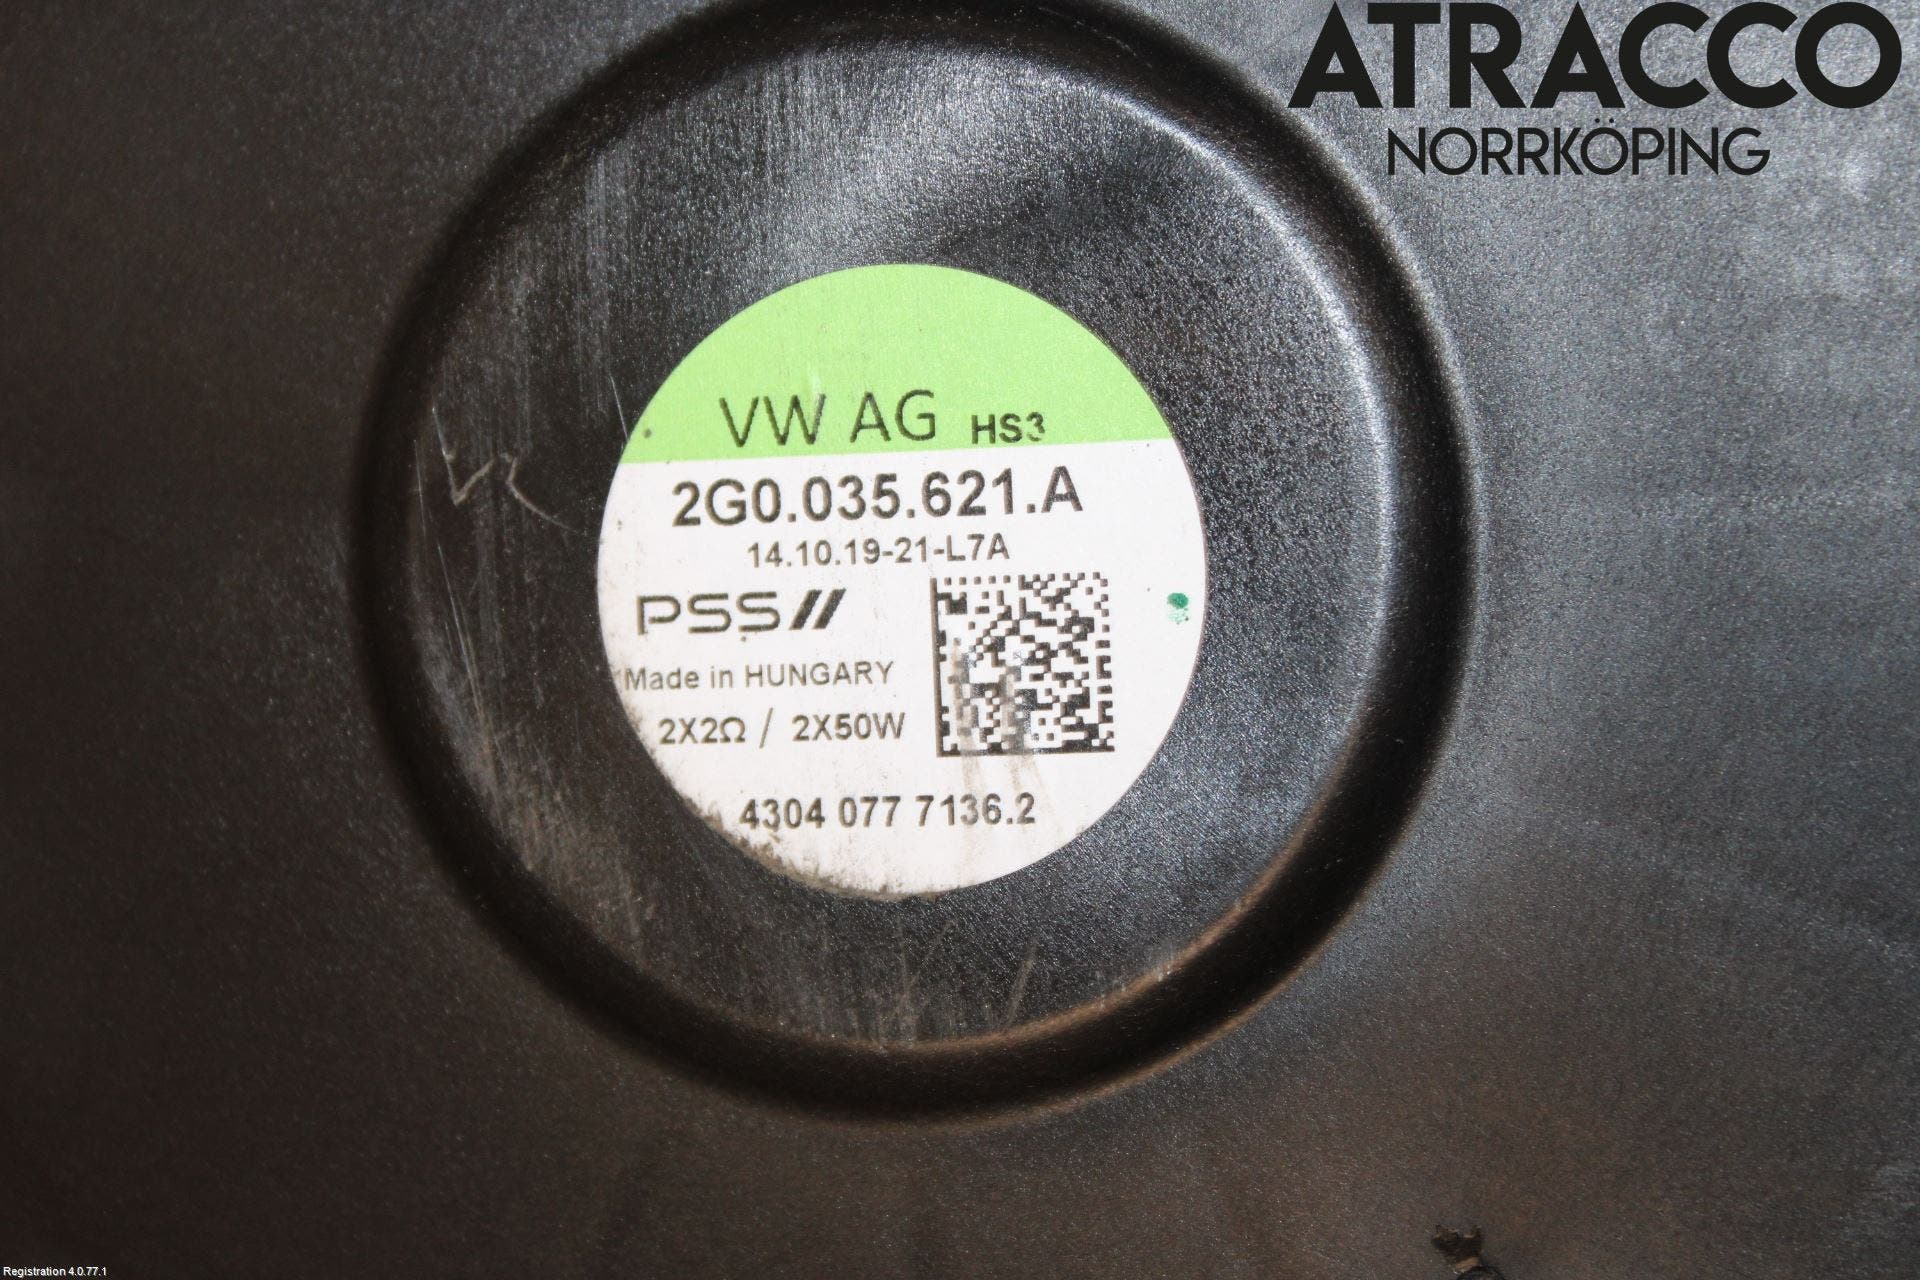 ATRACCO
NORRKÖPING
VW AG HS3
2G0.035.621.A
14.10.19-21-L7A
PSS//
Made in HUNGARY
2X2Ω / 2X50W
4304 077 7136.2
Registration 4.0.77.1